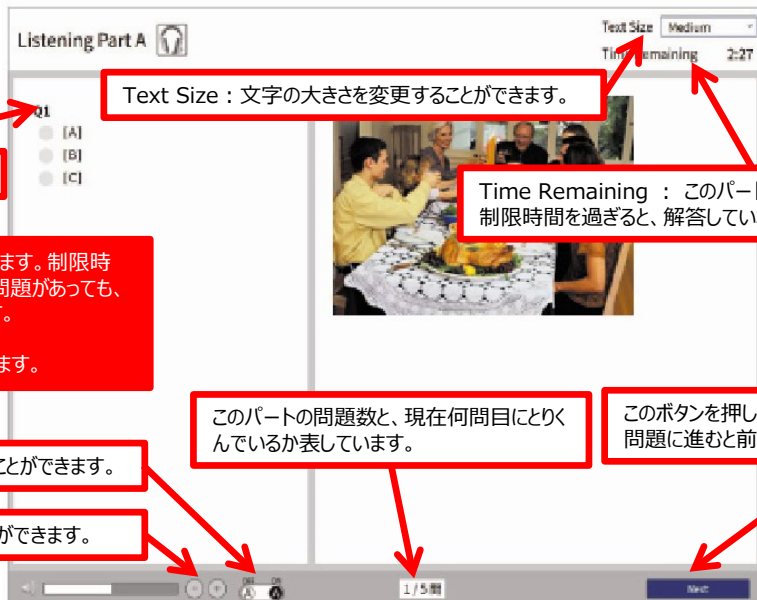 Listening Part A
Text Size Medium
Time Remaining 2:27
Text Size：文字の大きさを変更することができます。
Q1
[A]
[B]
[C]
Time Remaining ： このパート
制限時間を過ぎると、解答してい
ます。制限時
問題があっても、
す。
ます。
このパートの問題数と、現在何問目にとりく
んでいるか表しています。
このボタンを押し
問題に進むと前
ことができます。
ができます。
OFF ON
A A
1/5問
Next